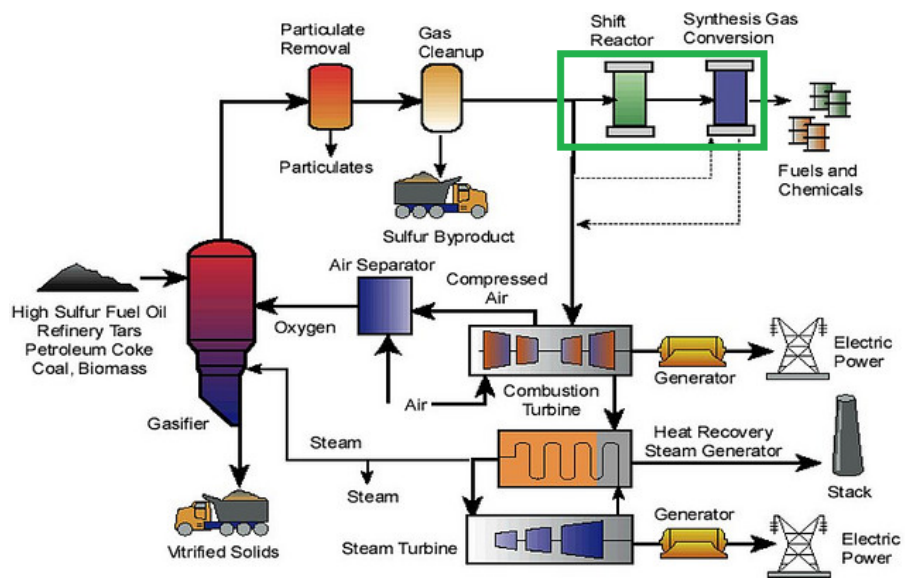 Particulate
Removal
Gas
Cleanup
Shift
Reactor
Synthesis Gas
Conversion
Particulates
Sulfur Byproduct
Fuels and
Chemicals
High Sulfur Fuel Oil
Refinery Tars
Petroleum Coke
Coal, Biomass
Air Separator
Compressed
Air
Oxygen
Air
Combustion
Turbine
Generator
Electric
Power
Gasifier
Steam
Steam
Heat Recovery
Steam Generator
Stack
Vitrified Solids
Steam Turbine
Generator
Electric
Power